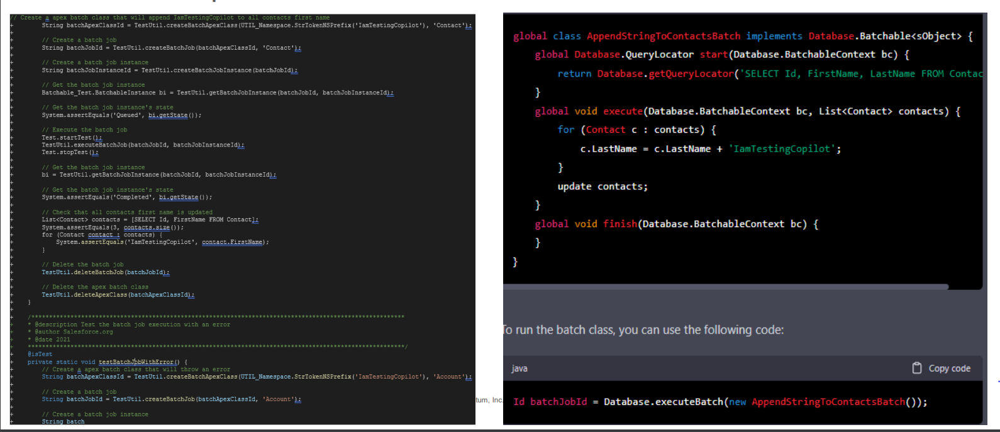 // Create a apex batch class that will append IamTestingCopilot to all contacts first name
+ String batchApexClassId = TestUtil.createBatchApexClass(UTIL_Namespace.StrTokenNSPrefix('IamTestingCopilot'), 'Contact');
+
+ // Create a batch job
+ String batchJobId = TestUtil.createBatchJob(batchApexClassId, 'Contact');
+
+ // Create a batch job instance
+ String batchJobInstanceId = TestUtil.createBatchJobInstance(batchJobId);
+
+ // Get the batch job instance
+ Batchable_Test.BatchableInstance bi = TestUtil.getBatchJobInstance(batchJobId, batchJobInstanceId);
+
+ // Get the batch job instance's state
+ System.assertEquals('Queued', bi.getState());
+
+ // Execute the batch job
+ Test.startTest();
+ TestUtil.executeBatchJob(batchJobId, batchJobInstanceId);
+ Test.stopTest();
+
+ // Get the batch job instance
+ bi = TestUtil.getBatchJobInstance(batchJobId, batchJobInstanceId);
+
+ // Get the batch job instance's state
+ System.assertEquals('Completed', bi.getState());
+
+ // Check that all contacts first name is updated
+ List<Contact> contacts = [SELECT Id, FirstName FROM Contact];
+ System.assertEquals(3, contacts.size());
+ for (Contact contact : contacts) {
+ System.assertEquals('IamTestingCopilot', contact.FirstName);
+ }
+
+ // Delete the batch job
+ TestUtil.deleteBatchJob(batchJobId);
+
+ // Delete the apex batch class
+ TestUtil.deleteApexClass(batchApexClassId);
+ }
+
+ /*********************************************************************************************************
+ * @description Test the batch job execution with an error
+ * @author Salesforce.org
+ * @date 2021
+ *********************************************************************************************************/
+ @isTest
+ private static void testBatchJobWithError() {
+ // Create a apex batch class that will throw an error
+ String batchApexClassId = TestUtil.createBatchApexClass(UTIL_Namespace.StrTokenNSPrefix('IamTestingCopilot'), 'Account');
+
+ // Create a batch job
+ String batchJobId = TestUtil.createBatchJob(batchApexClassId, 'Account');
+
+ // Create a batch job instance
+ String batch
tum, Inc.
global class AppendStringToContactsBatch implements Database.Batchable<sObject> {
global Database.QueryLocator start(Database.BatchableContext bc) {
return Database.getQueryLocator('SELECT Id, FirstName, LastName FROM Contac
}
global void execute(Database.BatchableContext bc, List<Contact> contacts) {
for (Contact c : contacts) {
c.LastName = c.LastName + 'IamTestingCopilot';
}
update contacts;
}
global void finish(Database.BatchableContext bc) {
}
}
To run the batch class, you can use the following code:
java
Copy code
Id batchJobId = Database.executeBatch(new AppendStringToContactsBatch());